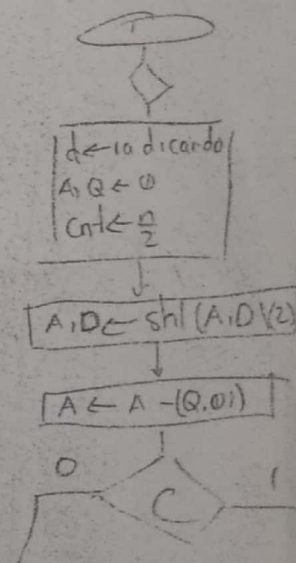 d ← radicando
A, Q ← 0
Cnt ← n/2
A, D ← shl (A, D \\ 2)
A ← A - (Q, 01)
0
C
1